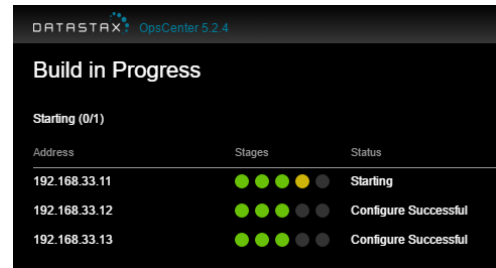 DATASTAX OpsCenter 5.2.4
Build in Progress
Starting (0/1)
Address Stages Status
192.168.33.11 Starting
192.168.33.12 Configure Successful
192.168.33.13 Configure Successful